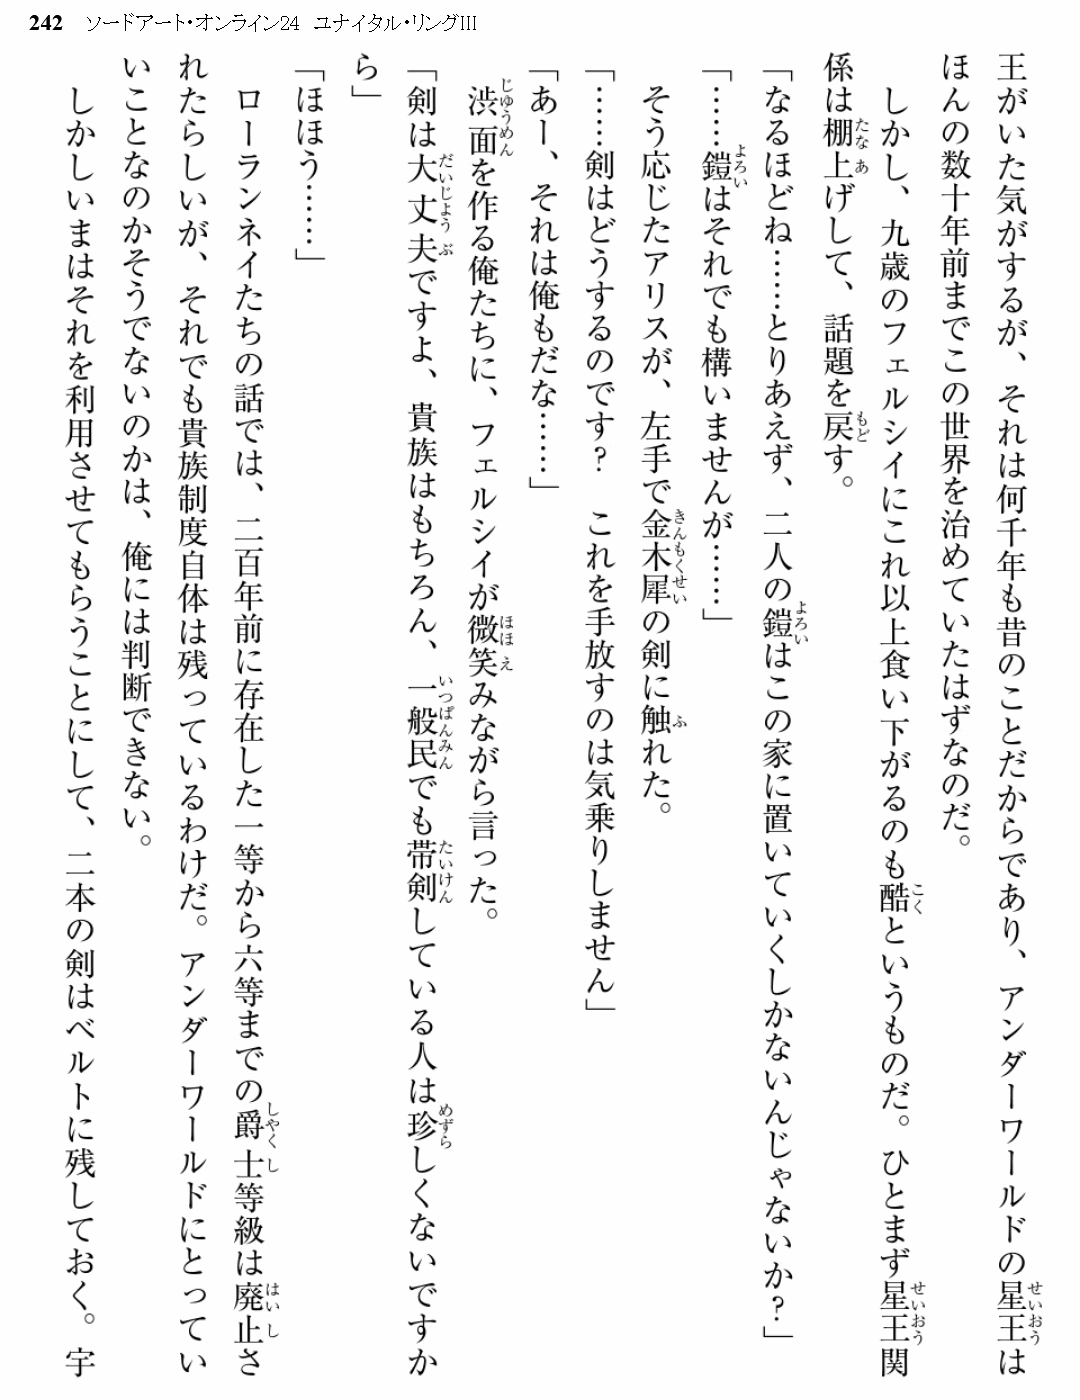 242 ソードアート・オンライン24 ユナイタル・リングIII
王がいた気がするが、それは何千年も昔のことだからであり、アンダーワールドの星王は
ほんの数十年前までこの世界を治めていたはずなのだ。
しかし、九歳のフェルシイにこれ以上食い下がるのも酷というものだ。ひとまず星王関
係は棚上げして、話題を戻す。
「なるほどね……とりあえず、二人の鎧はこの家に置いていくしかないんじゃないか？」
「……鎧はそれでも構いませんが……」
そう応じたアリスが、左手で金木犀の剣に触れた。
「……剣はどうするのです？　これを手放すのは気乗りしません」
「あー、それは俺もだな……」
渋面を作る俺たちに、フェルシイが微笑みながら言った。
「剣は大丈夫ですよ、貴族はもちろん、一般民でも帯剣している人は珍しくないですか
ら」
「ほほう……」
ローランネイたちの話では、二百年前に存在した一等から六等までの爵士等級は廃止さ
れたらしいが、それでも貴族制度自体は残っているわけだ。アンダーワールドにとってい
いことなのかそうでないのかは、俺には判断できない。
しかしいまはそれを利用させてもらうことにして、二本の剣はベルトに残しておく。宇